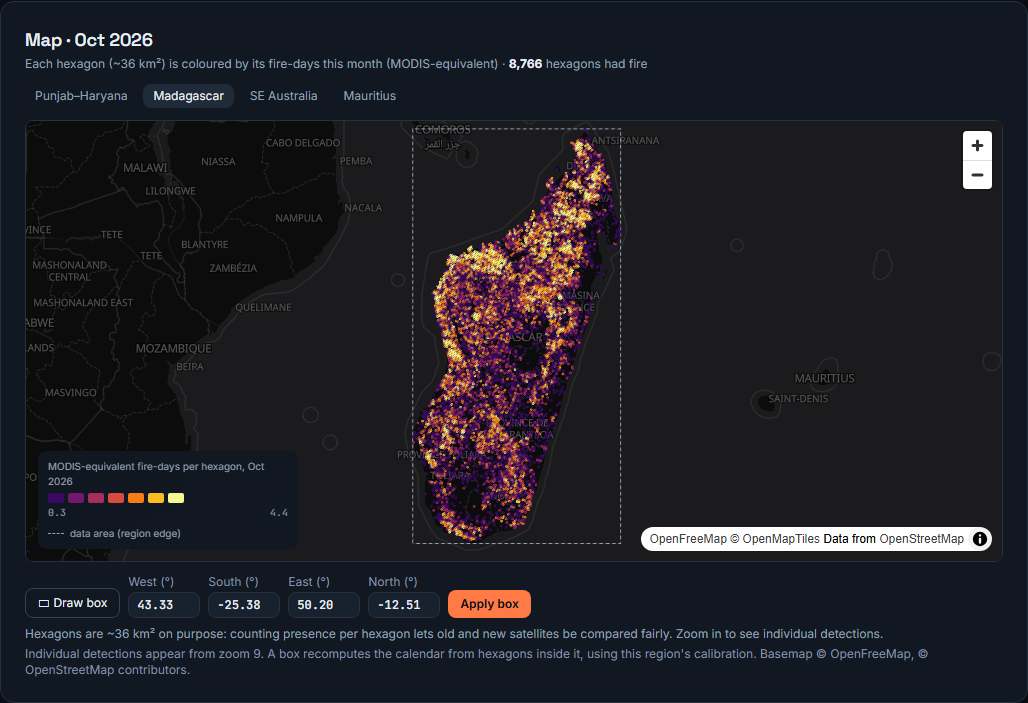 Map · Oct 2026
Each hexagon (~36 km²) is coloured by its fire-days this month (MODIS-equivalent) · 8,766 hexagons had fire
Punjab–Haryana
Madagascar
SE Australia
Mauritius
COMOROS
جزر القمر
ANTSIRANANA
CABO DELGADO
PEMBA
NIASSA
MALAWI
LILONGWE
NACALA
NAMPULA
VINCE
TETE
BLANTYRE
TETE
ZAMBÉZIA
MASHONALAND
CENTRAL
MASHONALAND EAST
QUELIMANE
ABWE
LANDS
MOZAMBIQUE
BEIRA
MASVINGO
MAURITIUS
SAINT-DENIS
MODIS-equivalent fire-days per hexagon, Oct
2026
0.3
4.4
---- data area (region edge)
OpenFreeMap © OpenMapTiles Data from OpenStreetMap
+
−
Draw box
West (°)
43.33
South (°)
-25.38
East (°)
50.20
North (°)
-12.51
Apply box
Hexagons are ~36 km² on purpose: counting presence per hexagon lets old and new satellites be compared fairly. Zoom in to see individual detections.
Individual detections appear from zoom 9. A box recomputes the calendar from hexagons inside it, using this region's calibration. Basemap © OpenFreeMap, ©
OpenStreetMap contributors.